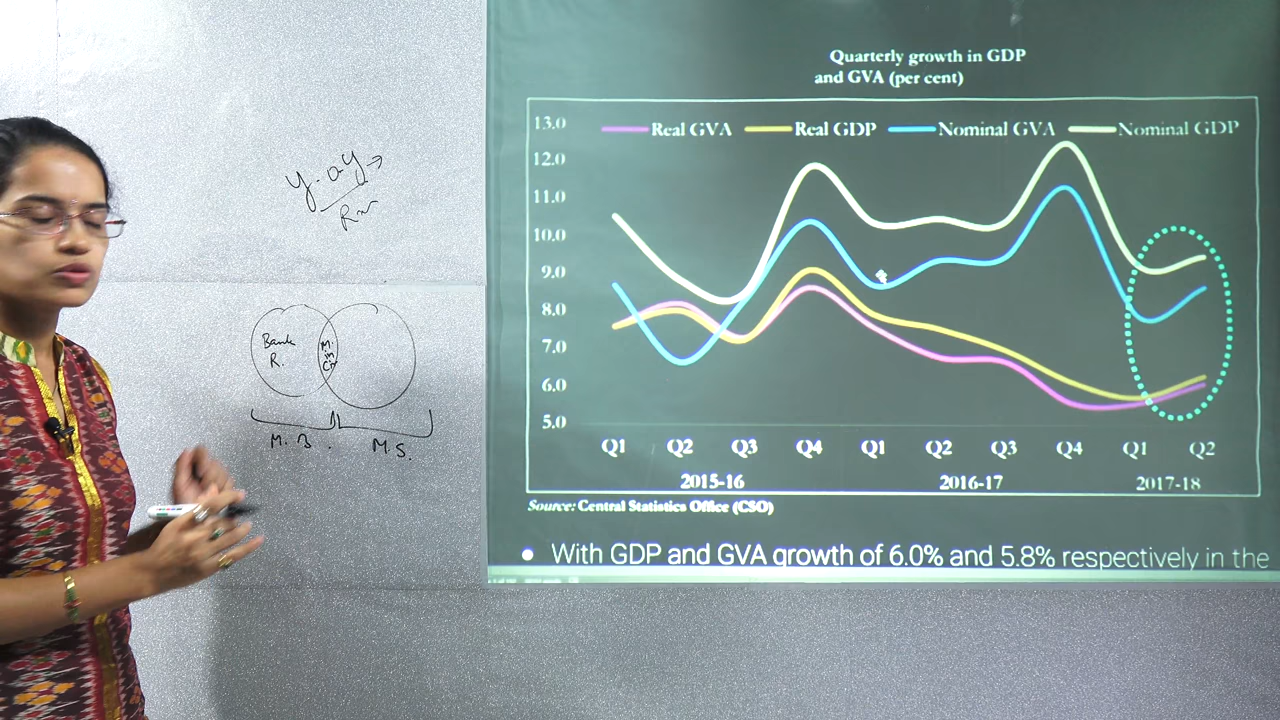 y-oy →
Bank
R
M.
in
Cir
M.B.
M.S.
Quarterly growth in GDP
and GVA (per cent)
Real GVA Real GDP Nominal GVA Nominal GDP
13.0
12.0
11.0
10.0
9.0
8.0
7.0
6.0
5.0
Q1 Q2 Q3 Q4 Q1 Q2 Q3 Q4 Q1 Q2
2015-16 2016-17 2017-18
Source: Central Statistics Office (CSO)
• With GDP and GVA growth of 6.0% and 5.8% respectively in the